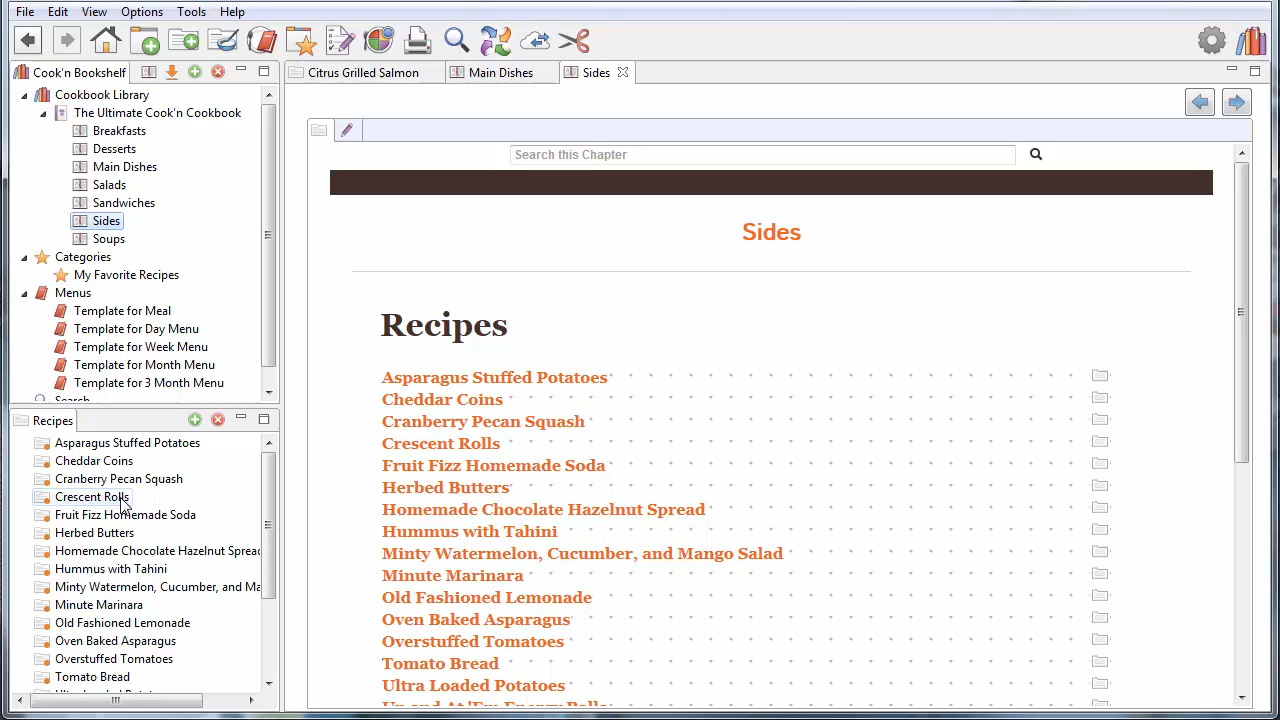 File Edit View Options Tools Help
Cook'n Bookshelf
Citrus Grilled Salmon Main Dishes Sides
Cookbook Library
The Ultimate Cook'n Cookbook
Breakfasts
Desserts
Main Dishes
Salads
Sandwiches
Sides
Soups
Categories
My Favorite Recipes
Menus
Template for Meal
Template for Day Menu
Template for Week Menu
Template for Month Menu
Template for 3 Month Menu
Search
Recipes
Asparagus Stuffed Potatoes
Cheddar Coins
Cranberry Pecan Squash
Crescent Rolls
Fruit Fizz Homemade Soda
Herbed Butters
Homemade Chocolate Hazelnut Spread
Hummus with Tahini
Minty Watermelon, Cucumber, and Ma
Minute Marinara
Old Fashioned Lemonade
Oven Baked Asparagus
Overstuffed Tomatoes
Tomato Bread
Search this Chapter
Sides
Recipes
Asparagus Stuffed Potatoes
Cheddar Coins
Cranberry Pecan Squash
Crescent Rolls
Fruit Fizz Homemade Soda
Herbed Butters
Homemade Chocolate Hazelnut Spread
Hummus with Tahini
Minty Watermelon, Cucumber, and Mango Salad
Minute Marinara
Old Fashioned Lemonade
Oven Baked Asparagus
Overstuffed Tomatoes
Tomato Bread
Ultra Loaded Potatoes
Up and At 'Em Energy Balls